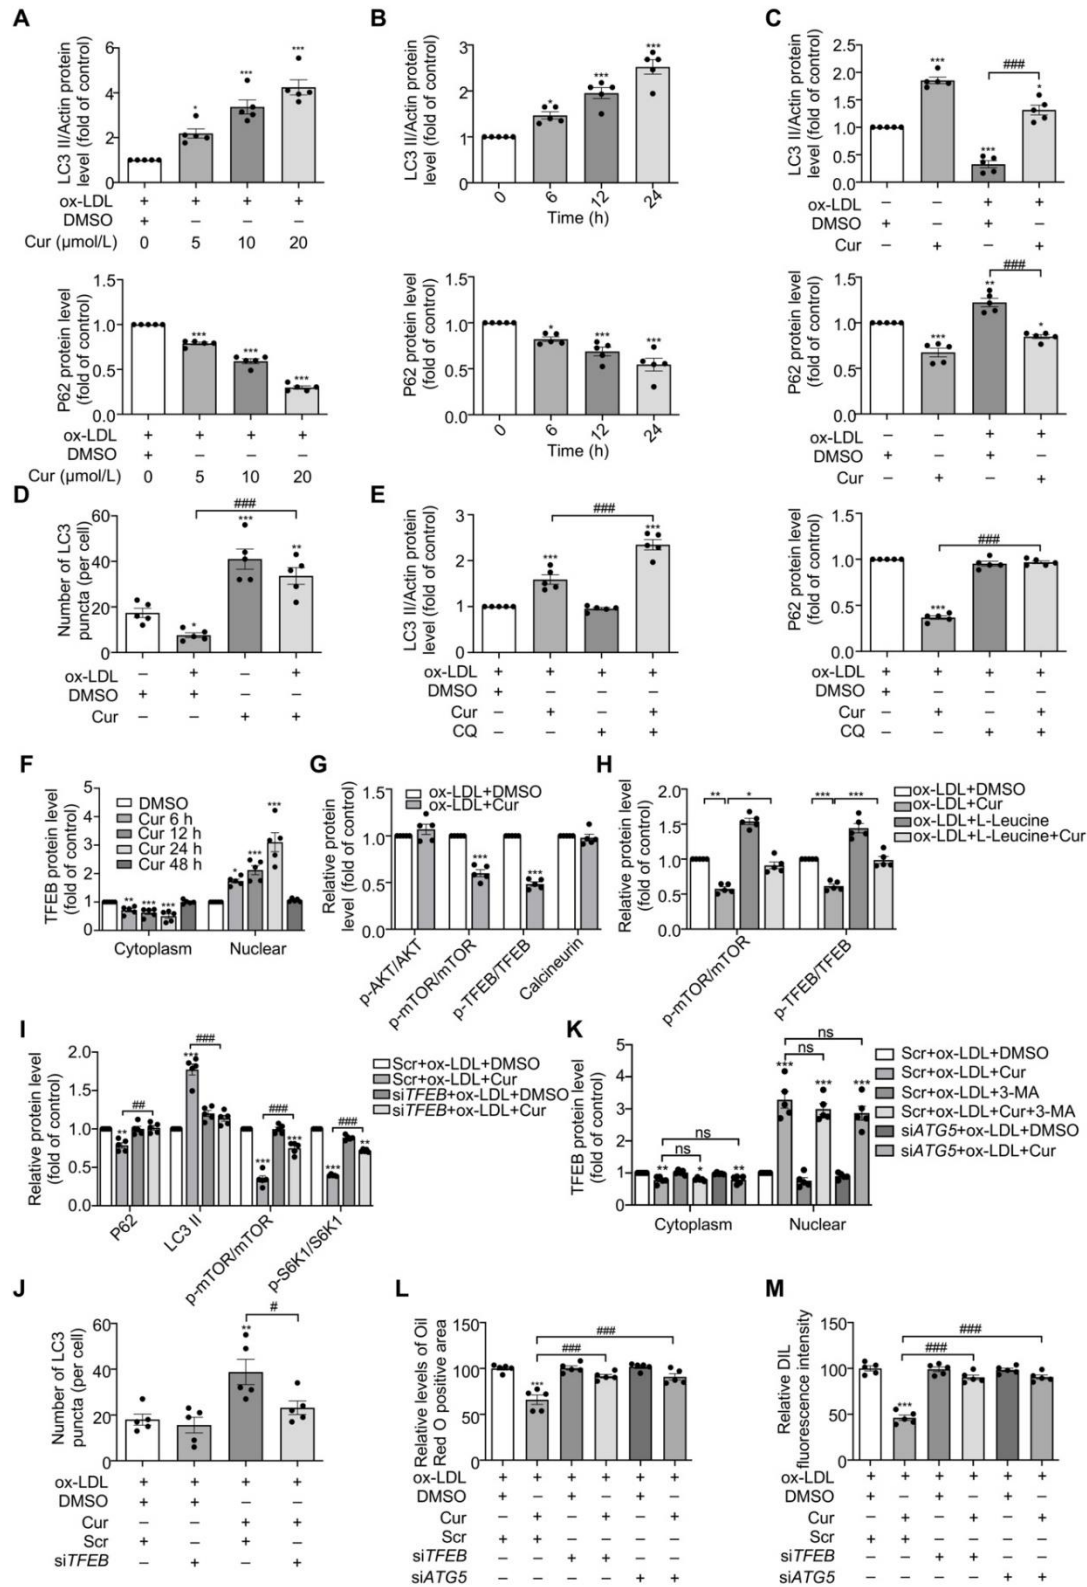 A
LC3 II/Actin protein
level (fold of control)
6
4
2
0
*
***
***
ox-LDL + + + +
DMSO + – – –
Cur (μmol/L) 0 5 10 20
P62 protein level
(fold of control)
1.5
1.0
0.5
0.0
***
***
***
ox-LDL + + + +
DMSO + – – –
Cur (μmol/L) 0 5 10 20
B
LC3 II/Actin protein
level (fold of control)
3
2
1
0
*
***
***
0 6 12 24
Time (h)
P62 protein level
(fold of control)
1.5
1.0
0.5
0.0
*
***
***
0 6 12 24
Time (h)
C
LC3 II/Actin protein
level (fold of control)
2.5
1.5
1.0
0.5
0.0
***
***
###
*
ox-LDL – – + +
DMSO + – + –
Cur – + – +
P62 protein level
(fold of control)
1.5
1.0
0.5
0.0
***
**
###
*
ox-LDL – – + +
DMSO + – + –
Cur – + – +
D
Number of LC3
puncta (per cell)
60
40
20
0
*
***
###
**
ox-LDL – + – +
DMSO + + – –
Cur – – + +
E
LC3 II/Actin protein
level (fold of control)
3
2
1
0
***
###
***
ox-LDL + + + +
DMSO + – – –
Cur – + – +
CQ – – + +
P62 protein level
(fold of control)
1.5
1.0
0.5
0.0
***
###
ox-LDL + + + +
DMSO + – – –
Cur – + – +
CQ – – + +
F
TFEB protein level
(fold of control)
5
4
3
2
1
0
DMSO
Cur 6 h
Cur 12 h
Cur 24 h
Cur 48 h
** *** ***
* *** ***
Cytoplasm Nuclear
G
Relative protein
level (fold of control)
1.5
1.0
0.5
0.0
ox-LDL+DMSO
ox-LDL+Cur
***
***
p-AKT/AKT
p-mTOR/mTOR
p-TFEB/TFEB
Calcineurin
H
Relative protein level
(fold of control)
2.0
1.5
1.0
0.5
0.0
** *
*** ***
ox-LDL+DMSO
ox-LDL+Cur
ox-LDL+L-Leucine
ox-LDL+L-Leucine+Cur
p-mTOR/mTOR
p-TFEB/TFEB
I
Relative protein level
(fold of control)
2.0
1.5
1.0
0.5
0.0
** ##
*** ###
*** ### ***
*** ### **
Scr+ox-LDL+DMSO
Scr+ox-LDL+Cur
siTFEB+ox-LDL+DMSO
siTFEB+ox-LDL+Cur
P62
LC3 II
p-mTOR/mTOR
p-S6K1/S6K1
K
TFEB protein level
(fold of control)
5
4
3
2
1
0
ns
ns
** * **
ns
ns
*** *** ***
Cytoplasm Nuclear
Scr+ox-LDL+DMSO
Scr+ox-LDL+Cur
Scr+ox-LDL+3-MA
Scr+ox-LDL+Cur+3-MA
siATG5+ox-LDL+DMSO
siATG5+ox-LDL+Cur
J
Number of LC3
puncta (per cell)
60
40
20
0
**
#
ox-LDL + + + +
DMSO + + – –
Cur – – + +
Scr + – + –
siTFEB – + – +
L
Relative levels of Oil
Red O positive area
150
100
50
0
***
###
###
ox-LDL + + + + + +
DMSO + – + – + –
Cur – + – + – +
Scr + + – – – –
siTFEB – – + + – –
siATG5 – – – – + +
M
Relative DIL
fluorescence intensity
150
100
50
0
***
###
###
ox-LDL + + + + + +
DMSO + – + – + –
Cur – + – + – +
Scr + + – – – –
siTFEB – – + + – –
siATG5 – – – – + +